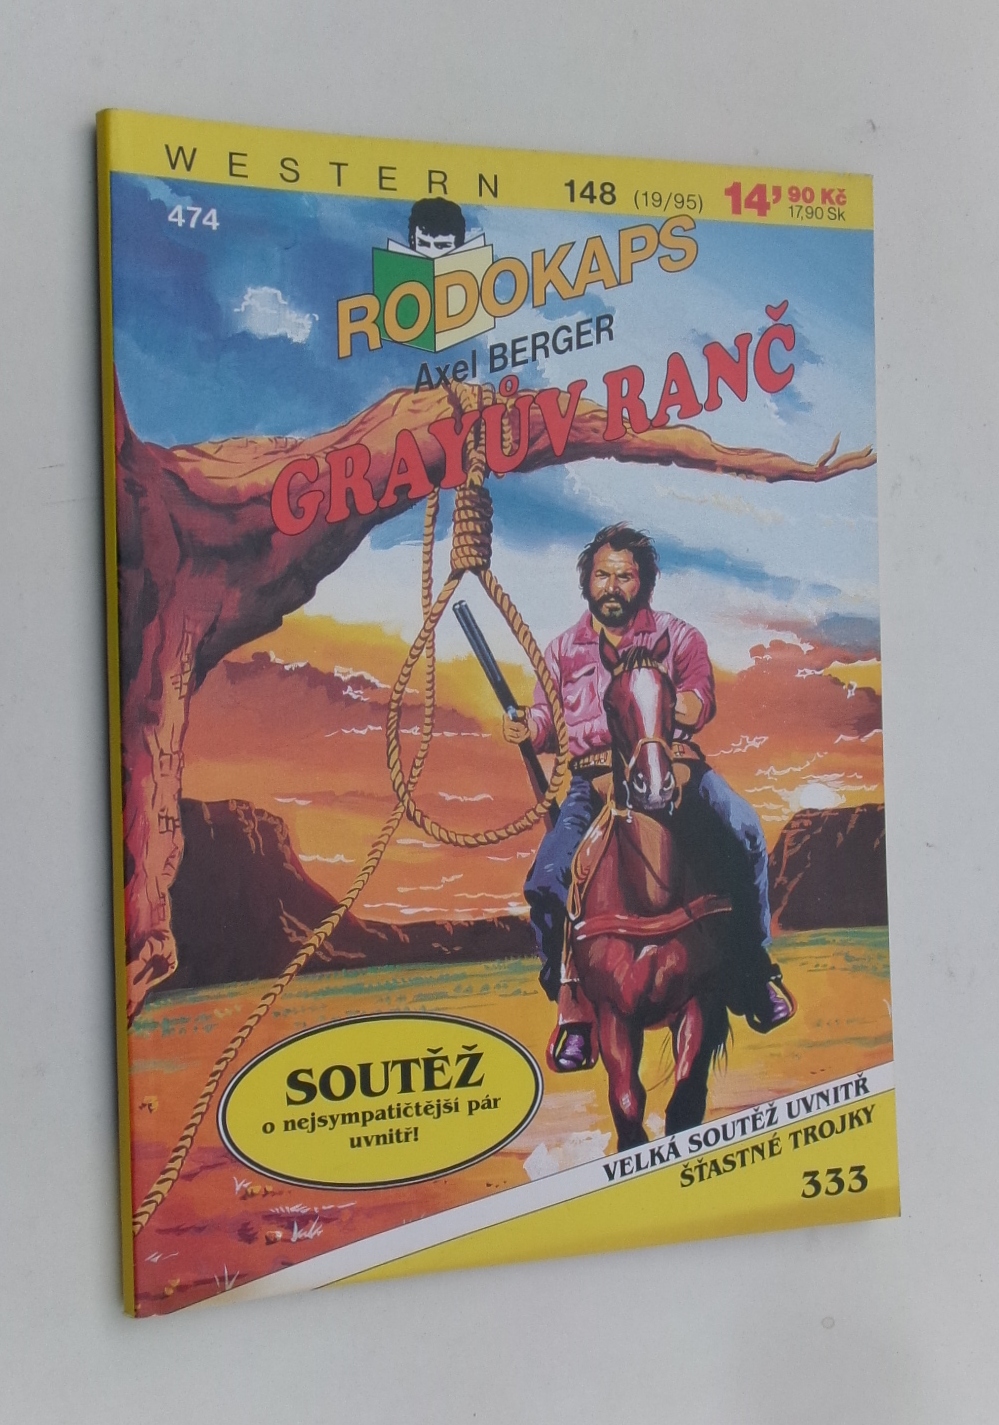 WESTERN 148 (19/95) 14,90 Kč
17,90 Sk
474
RODOKAPS
Axel BERGER
GRAYŮV RANČ
SOUTĚŽ
o nejsympatičtější pár
uvnitř!
VELKÁ SOUTĚŽ UVNITŘ
ŠŤASTNÉ TROJKY
333